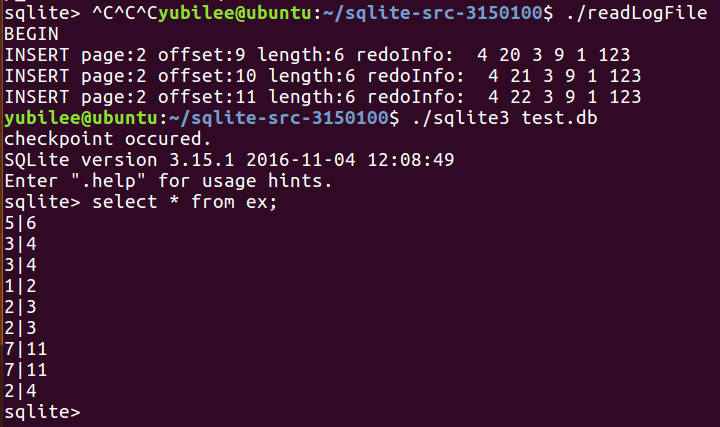 sqlite> ^C^C^Cyubilee@ubuntu:~/sqlite-src-3150100$ ./readLogFile
BEGIN
INSERT page:2 offset:9 length:6 redoInfo:  4 20 3 9 1 123
INSERT page:2 offset:10 length:6 redoInfo:  4 21 3 9 1 123
INSERT page:2 offset:11 length:6 redoInfo:  4 22 3 9 1 123
yubilee@ubuntu:~/sqlite-src-3150100$ ./sqlite3 test.db
checkpoint occured.
SQLite version 3.15.1 2016-11-04 12:08:49
Enter ".help" for usage hints.
sqlite> select * from ex;
5|6
3|4
3|4
1|2
2|3
2|3
7|11
7|11
2|4
sqlite>